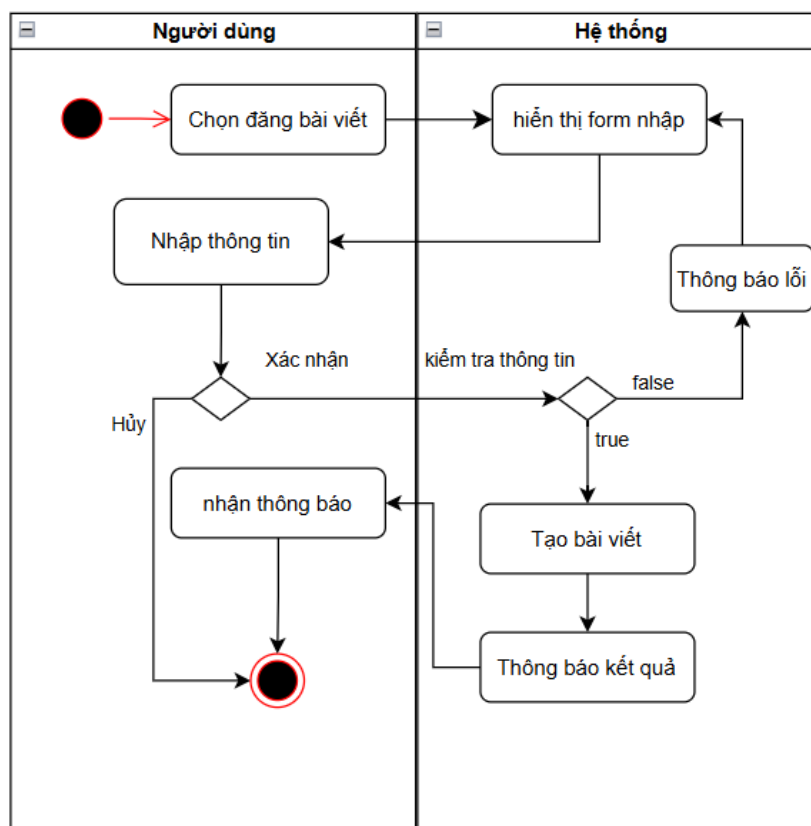 Người dùng
Hệ thống
Chọn đăng bài viết
hiển thị form nhập
Nhập thông tin
Thông báo lỗi
Xác nhận
kiểm tra thông tin
false
Hủy
true
nhận thông báo
Tạo bài viết
Thông báo kết quả